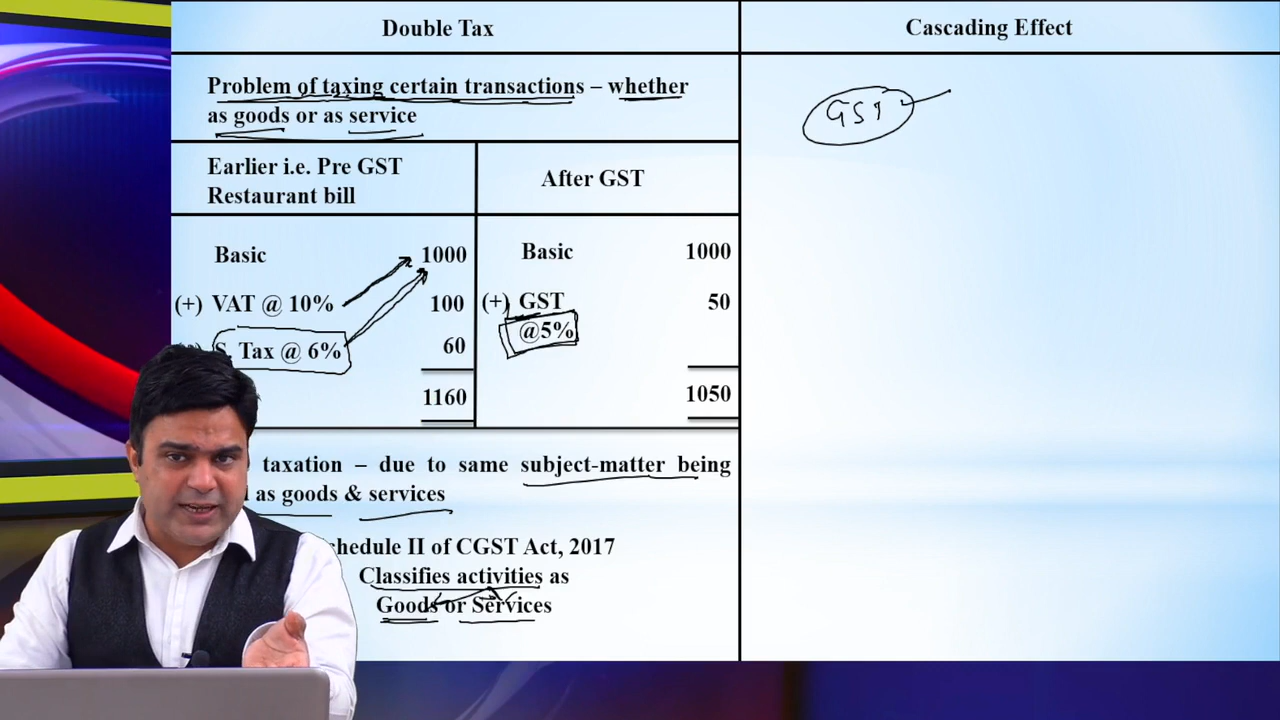 Double Tax
Cascading Effect
Problem of taxing certain transactions – whether
as goods or as service
GST
Earlier i.e. Pre GST
Restaurant bill
After GST
Basic 1000
(+) VAT @ 10% 100
S. Tax @ 6% 60
1160
Basic 1000
(+) GST 50
@5%
1050
taxation – due to same subject-matter being
as goods & services
hedule II of CGST Act, 2017
Classifies activities as
Goods or Services